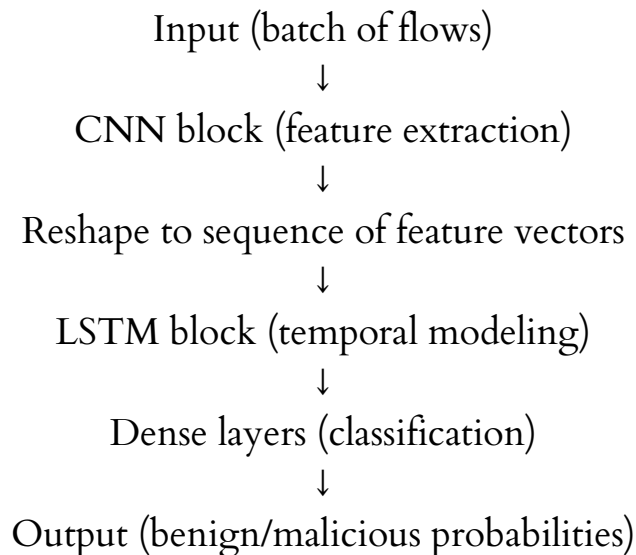 Input (batch of flows)
↓
CNN block (feature extraction)
↓
Reshape to sequence of feature vectors
↓
LSTM block (temporal modeling)
↓
Dense layers (classification)
↓
Output (benign/malicious probabilities)